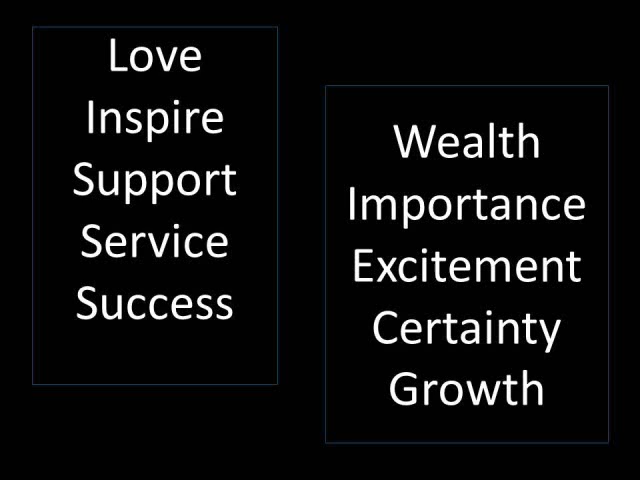 Love
Inspire
Support
Service
Success
Wealth
Importance
Excitement
Certainty
Growth